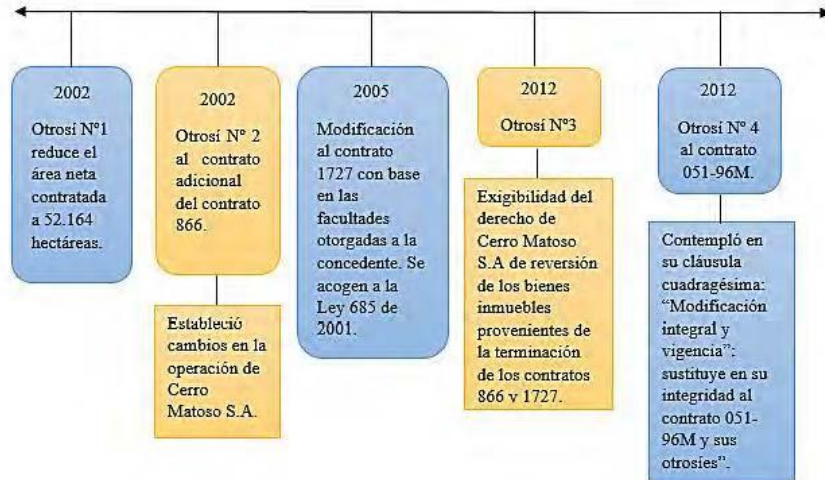 2002
Otrosí Nº1
reduce el
área neta
contratada
a 52.164
hectáreas.
2002
Otrosí Nº 2
al contrato
adicional
del contrato
866.
Estableció
cambios en la
operación de
Cerro
Matoso S.A.
2005
Modificación
al contrato
1727 con base
en las
facultades
otorgadas a la
concedente. Se
acogen a la
Ley 685 de
2001.
2012
Otrosí Nº3
Exigibilidad del
derecho de
Cerro Matoso
S.A de reversión
de los bienes
inmuebles
provenientes de
la terminación
de los contratos
866 y 1727.
2012
Otrosí Nº 4
al contrato
051-96M.
Contempló en
su cláusula
cuadragésima:
“Modificación
integral y
vigencia”:
sustituye en su
integridad al
contrato 051-
96M y sus
otrosíes”.